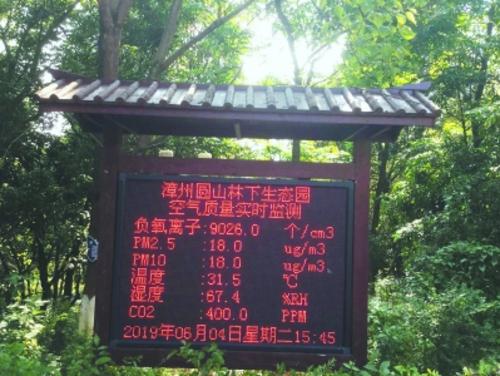 漳州圆山林下生态园
空气质量实时监测
负氧离子:9026.0 个/cm3
PM2.5 :18.0 ug/m3
PM10 :18.0 ug/m3
温度 :31.5 ℃
湿度 :67.4 %RH
CO2 :400.0 PPM
2019年06月04日星期二15:45